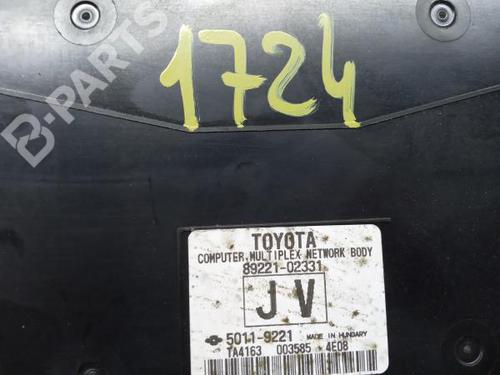 B-PARTS
1724
TOYOTA
COMPUTER, MULTIPLEX NETWORK BODY
89221-02331
JV
5011-9221 MADE IN HUNGARY
TA4163 003585 4E08